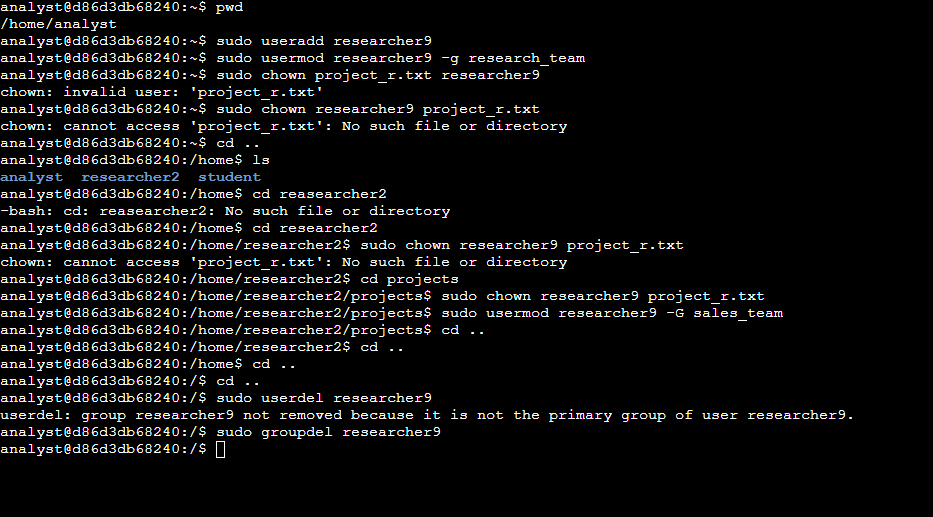 analyst@d86d3db68240:~$ pwd
/home/analyst
analyst@d86d3db68240:~$ sudo useradd researcher9
analyst@d86d3db68240:~$ sudo usermod researcher9 -g research_team
analyst@d86d3db68240:~$ sudo chown project_r.txt researcher9
chown: invalid user: 'project_r.txt'
analyst@d86d3db68240:~$ sudo chown researcher9 project_r.txt
chown: cannot access 'project_r.txt': No such file or directory
analyst@d86d3db68240:~$ cd ..
analyst@d86d3db68240:/home$ ls
analyst  researcher2  student
analyst@d86d3db68240:/home$ cd reasearcher2
-bash: cd: reasearcher2: No such file or directory
analyst@d86d3db68240:/home$ cd researcher2
analyst@d86d3db68240:/home/researcher2$ sudo chown researcher9 project_r.txt
chown: cannot access 'project_r.txt': No such file or directory
analyst@d86d3db68240:/home/researcher2$ cd projects
analyst@d86d3db68240:/home/researcher2/projects$ sudo chown researcher9 project_r.txt
analyst@d86d3db68240:/home/researcher2/projects$ sudo usermod researcher9 -G sales_team
analyst@d86d3db68240:/home/researcher2/projects$ cd ..
analyst@d86d3db68240:/home/researcher2$ cd ..
analyst@d86d3db68240:/home$ cd ..
analyst@d86d3db68240:/$ cd ..
analyst@d86d3db68240:/$ sudo userdel researcher9
userdel: group researcher9 not removed because it is not the primary group of user researcher9.
analyst@d86d3db68240:/$ sudo groupdel researcher9
analyst@d86d3db68240:/$